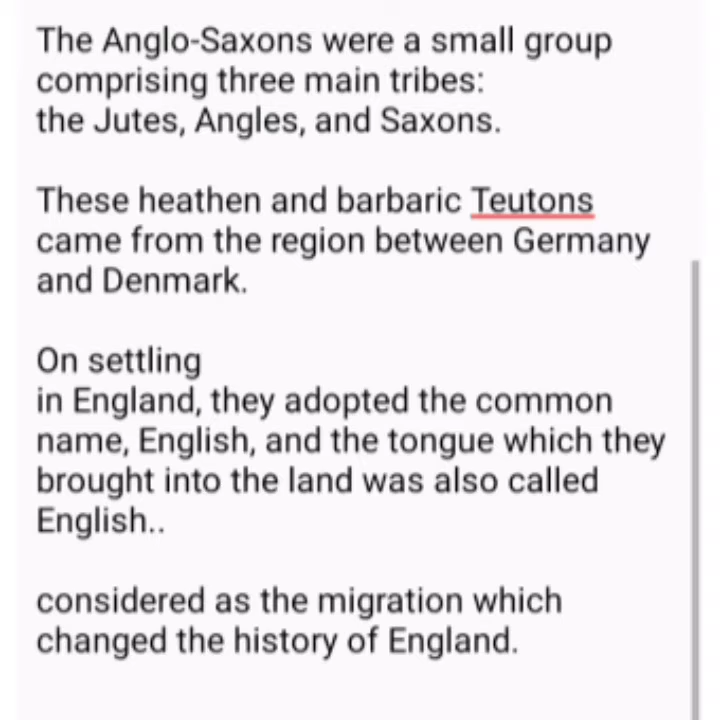 The Anglo-Saxons were a small group
comprising three main tribes:
the Jutes, Angles, and Saxons.
These heathen and barbaric Teutons
came from the region between Germany
and Denmark.
On settling
in England, they adopted the common
name, English, and the tongue which they
brought into the land was also called
English..
considered as the migration which
changed the history of England.